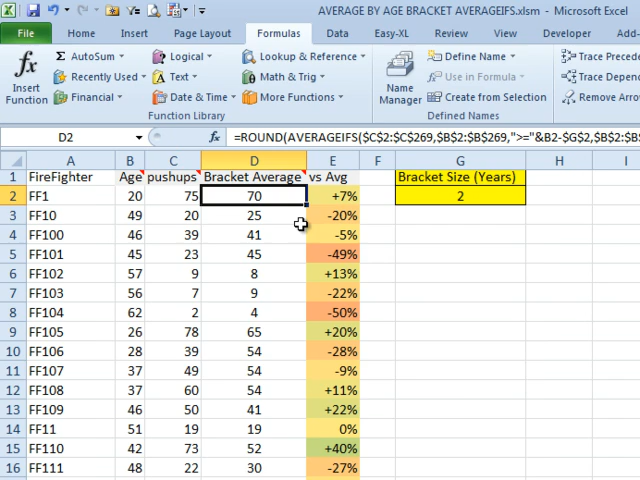 AVERAGE BY AGE BRACKET AVERAGEIFS.xlsm - Microsoft Excel
File Home Insert Page Layout Formulas Data Easy-XL Review View Developer Add-
fx Insert Function
Σ AutoSum Logical Lookup & Reference
Recently Used Text Math & Trig
Financial Date & Time More Functions
Function Library
Name Manager
Define Name
Use in Formula
Create from Selection
Defined Names
Trace Preced
Trace Depen
Remove Arro
D2 fx =ROUND(AVERAGEIFS($C$2:$C$269,$B$2:$B$269,">="&B2-$G$2,$B$2:$B
A B C D E F G H I
1 FireFighter Age pushups Bracket Average vs Avg Bracket Size (Years)
2 FF1 20 75 70 +7% 2
3 FF10 49 20 25 -20%
4 FF100 46 39 41 -5%
5 FF101 45 23 45 -49%
6 FF102 57 9 8 +13%
7 FF103 56 7 9 -22%
8 FF104 62 2 4 -50%
9 FF105 26 78 65 +20%
10 FF106 28 39 54 -28%
11 FF107 37 49 54 -9%
12 FF108 37 60 54 +11%
13 FF109 46 50 41 +22%
14 FF11 51 19 19 0%
15 FF110 42 73 52 +40%
16 FF111 48 22 30 -27%